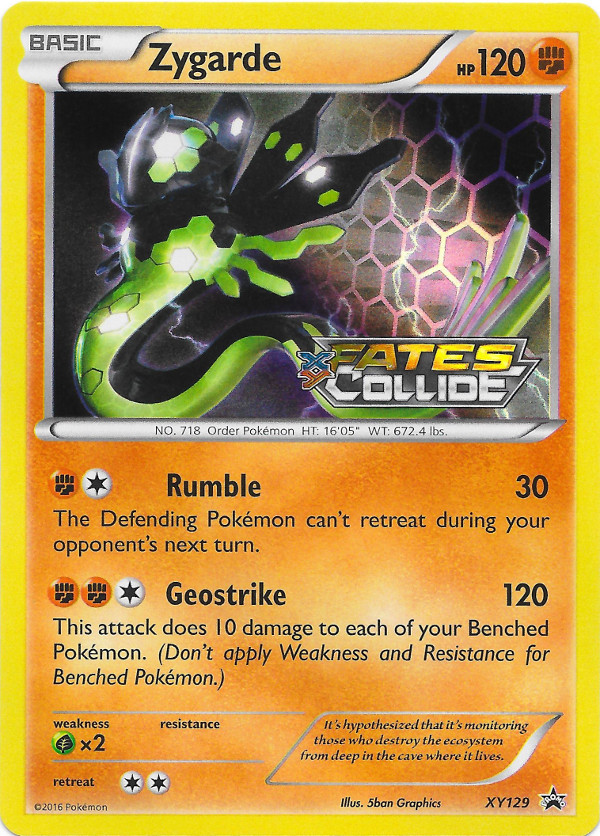 BASIC
Zygarde
HP 120
XY FATES
COLLIDE
NO. 718 Order Pokémon HT: 16'05" WT: 672.4 lbs.
Rumble 30
The Defending Pokémon can't retreat during your
opponent's next turn.
Geostrike 120
This attack does 10 damage to each of your Benched
Pokémon. (Don't apply Weakness and Resistance for
Benched Pokémon.)
weakness resistance
×2
It's hypothesized that it's monitoring
those who destroy the ecosystem
from deep in the cave where it lives.
retreat
©2016 Pokémon
Illus. 5ban Graphics
XY129